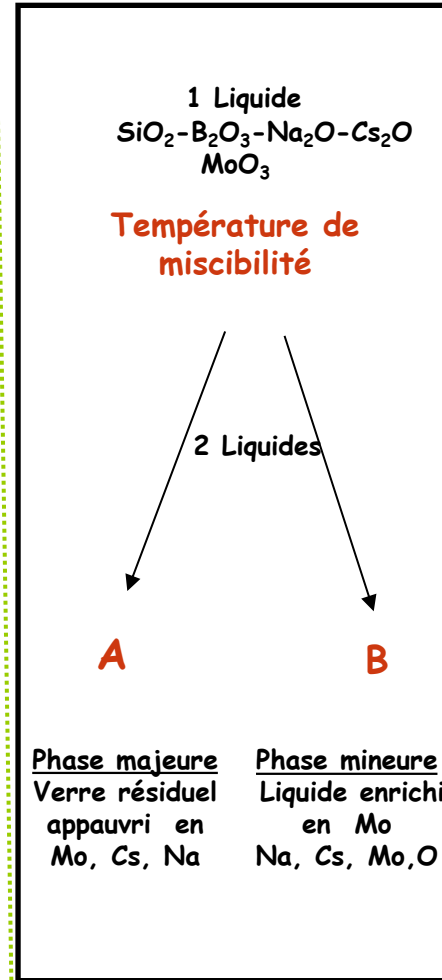 1 Liquide
SiO₂-B₂O₃-Na₂O-Cs₂O
MoO₃
Température de
miscibilité
2 Liquides
A
B
Phase majeure
Verre résiduel
appauvri en
Mo, Cs, Na
Phase mineure
Liquide enrichi
en Mo
Na, Cs, Mo,O